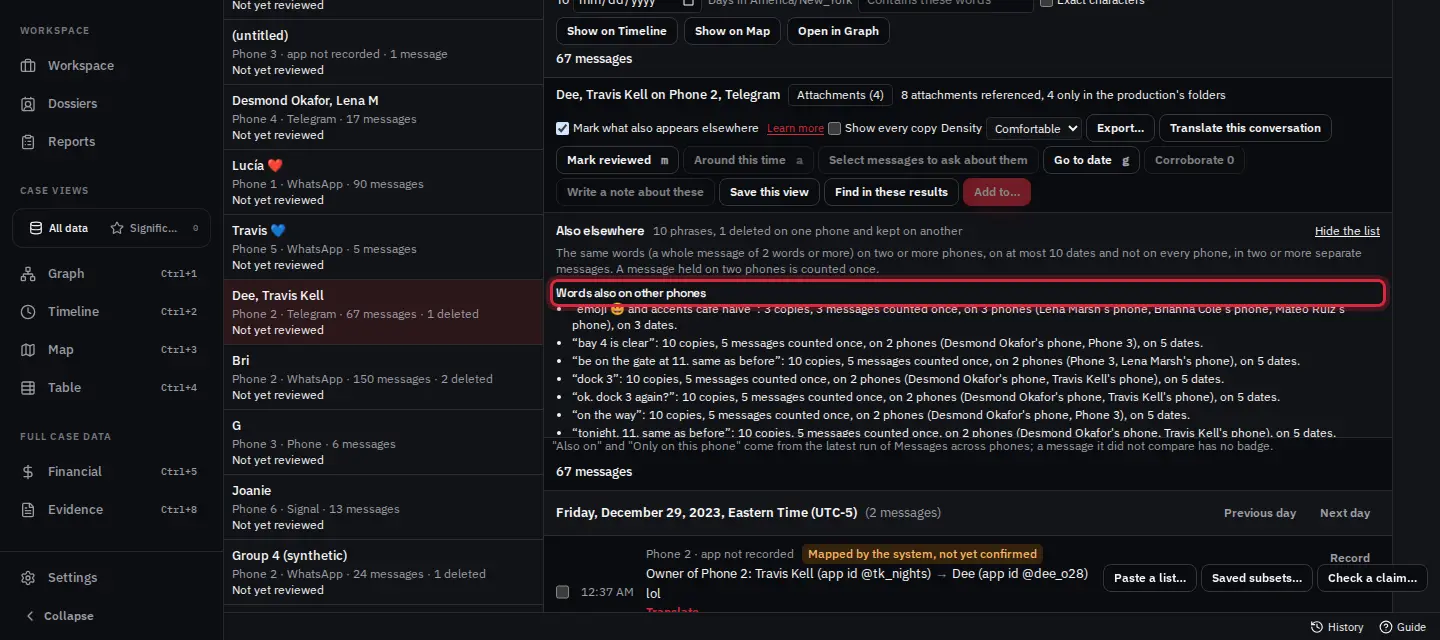 WORKSPACE
Workspace
Dossiers
Reports
CASE VIEWS
All data
Signific... 0
Graph Ctrl+1
Timeline Ctrl+2
Map Ctrl+3
Table Ctrl+4
FULL CASE DATA
Financial Ctrl+5
Evidence Ctrl+8
Settings
Collapse
Not yet reviewed
(untitled)
Phone 3 · app not recorded · 1 message
Not yet reviewed
Desmond Okafor, Lena M
Phone 4 · Telegram · 17 messages
Not yet reviewed
Lucía ❤️
Phone 1 · WhatsApp · 90 messages
Not yet reviewed
Travis 💙
Phone 5 · WhatsApp · 5 messages
Not yet reviewed
Dee, Travis Kell
Phone 2 · Telegram · 67 messages · 1 deleted
Not yet reviewed
Bri
Phone 2 · WhatsApp · 150 messages · 2 deleted
Not yet reviewed
G
Phone 3 · Phone · 6 messages
Not yet reviewed
Joanie
Phone 6 · Signal · 13 messages
Not yet reviewed
Group 4 (synthetic)
Phone 2 · WhatsApp · 24 messages · 1 deleted
Not yet reviewed
To mm/dd/yyyy Days in America/New_York Contains these words Exact characters
Show on Timeline Show on Map Open in Graph
67 messages
Dee, Travis Kell on Phone 2, Telegram Attachments (4) 8 attachments referenced, 4 only in the production's folders
Mark what also appears elsewhere Learn more Show every copy Density Comfortable Export... Translate this conversation
Mark reviewed m Around this time a Select messages to ask about them Go to date g Corroborate 0
Write a note about these Save this view Find in these results Add to...
Also elsewhere 10 phrases, 1 deleted on one phone and kept on another Hide the list
The same words (a whole message of 2 words or more) on two or more phones, on at most 10 dates and not on every phone, in two or more separate
messages. A message held on two phones is counted once.
Words also on other phones
"emoji 😀 and accents café naïve": 3 copies, 3 messages counted once, on 3 phones (Lena Marsh's phone, Brianna Cole's phone, Mateo Ruiz's
phone), on 3 dates.
• “bay 4 is clear”: 10 copies, 5 messages counted once, on 2 phones (Desmond Okafor's phone, Phone 3), on 5 dates.
• “be on the gate at 11. same as before”: 10 copies, 5 messages counted once, on 2 phones (Phone 3, Lena Marsh's phone), on 5 dates.
• “dock 3”: 10 copies, 5 messages counted once, on 2 phones (Desmond Okafor's phone, Travis Kell's phone), on 5 dates.
• “ok. dock 3 again?”: 10 copies, 5 messages counted once, on 2 phones (Desmond Okafor's phone, Travis Kell's phone), on 5 dates.
• “on the way”: 10 copies, 5 messages counted once, on 2 phones (Desmond Okafor's phone, Phone 3), on 5 dates.
• “tonight. 11. same as before”: 10 copies, 5 messages counted once, on 2 phones (Desmond Okafor's phone, Travis Kell's phone), on 5 dates.
"Also on" and "Only on this phone" come from the latest run of Messages across phones; a message it did not compare has no badge.
67 messages
Friday, December 29, 2023, Eastern Time (UTC-5) (2 messages) Previous day Next day
Phone 2 · app not recorded Mapped by the system, not yet confirmed
Record
Owner of Phone 2: Travis Kell (app id @tk_nights) → Dee (app id @dee_o28)
12:37 AM lol
Translate
Paste a list... Saved subsets... Check a claim...
History Guide